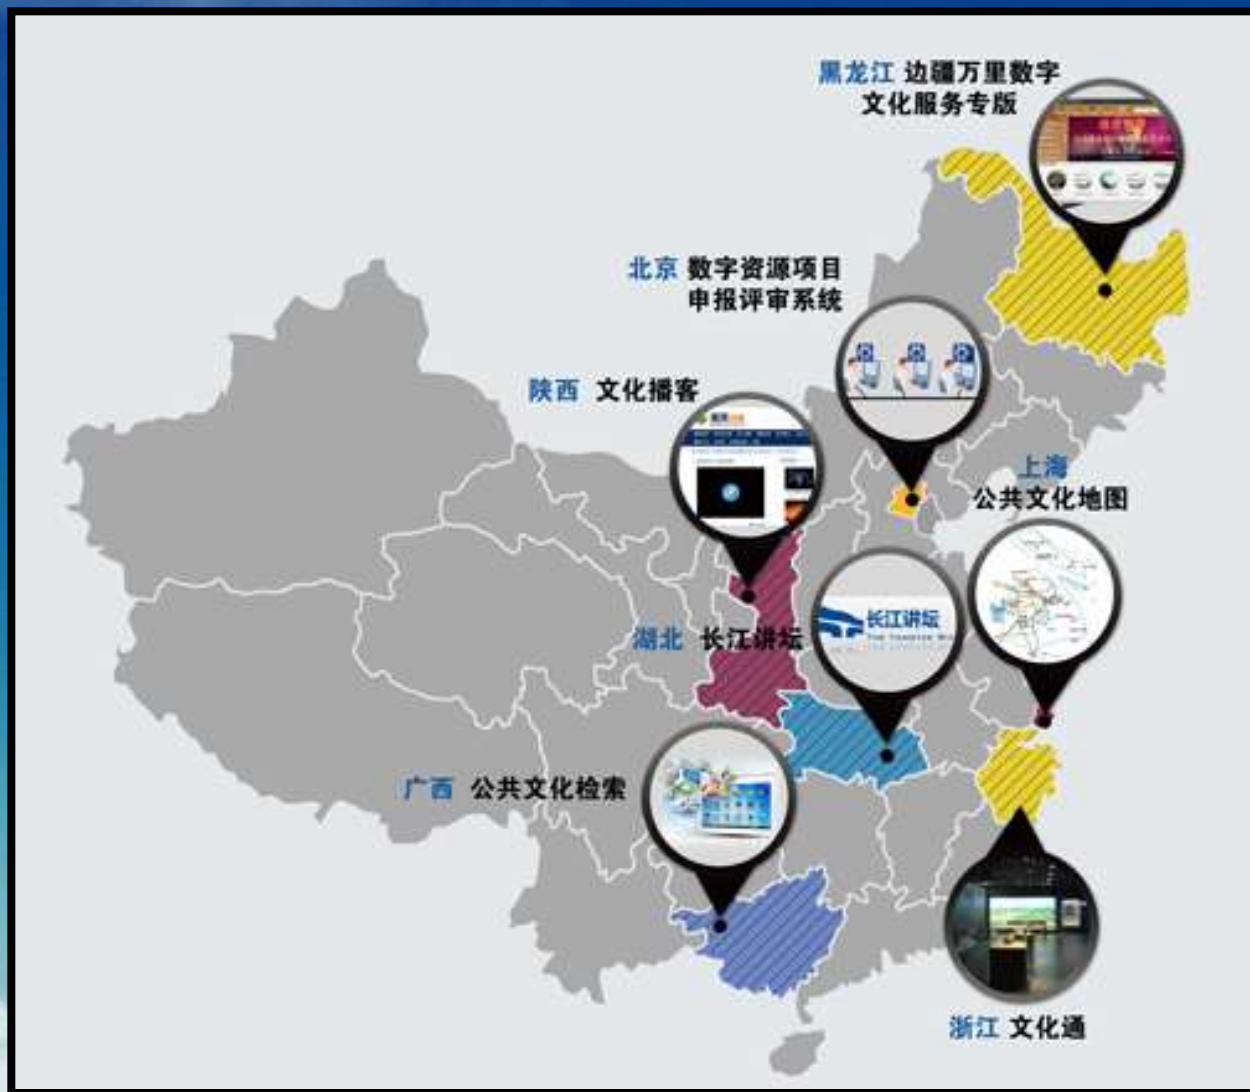 黑龙江 边疆万里数字
文化服务专版
北京 数字资源项目
申报评审系统
陕西 文化播客
上海
公共文化地图
湖北 长江讲坛
长江讲坛
广西 公共文化检索
浙江 文化通